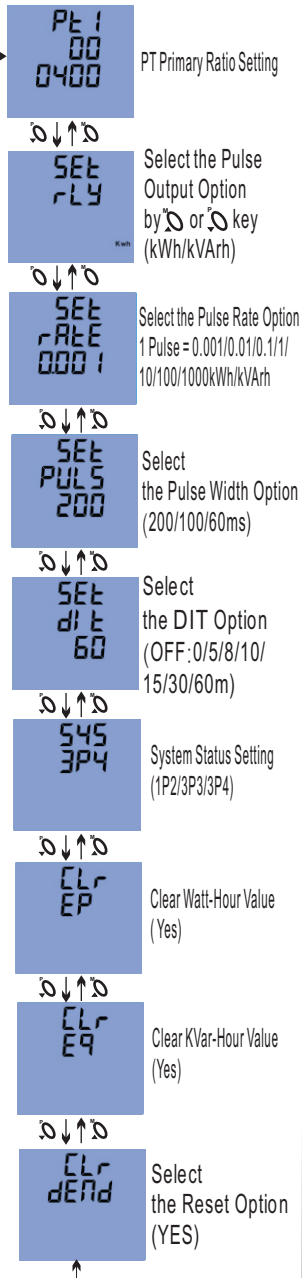 Pt1
00
0400
PT Primary Ratio Setting
P M
SEt
rLY
Kwh
Select the Pulse
Output Option
by M or P key
(kWh/kVArh)
P M
SEt
rAtE
0.001
Select the Pulse Rate Option
1 Pulse = 0.001/0.01/0.1/1/
10/100/1000kWh/kVArh
P M
SEt
PULS
200
Select
the Pulse Width Option
(200/100/60ms)
P M
SEt
dIt
60
Select
the DIT Option
(OFF:0/5/8/10/
15/30/60m)
P M
SYS
3P4
System Status Setting
(1P2/3P3/3P4)
P M
CLr
EP
Clear Watt-Hour Value
( Yes)
P M
CLr
Eq
Clear KVar-Hour Value
(Yes)
P M
CLr
dEnd
Select
the Reset Option
(YES)